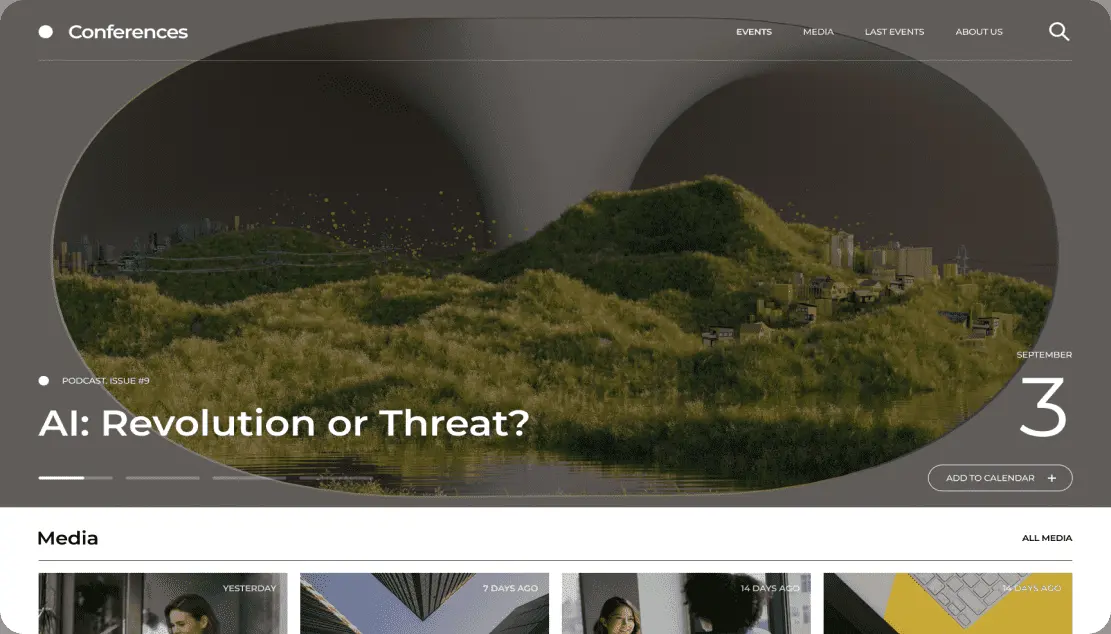 Conferences
EVENTS
MEDIA
LAST EVENTS
ABOUT US
SEPTEMBER
3
PODCAST. ISSUE #9
AI: Revolution or Threat?
ADD TO CALENDAR +
Media
ALL MEDIA
YESTERDAY
7 DAYS AGO
14 DAYS AGO
14 DAYS AGO